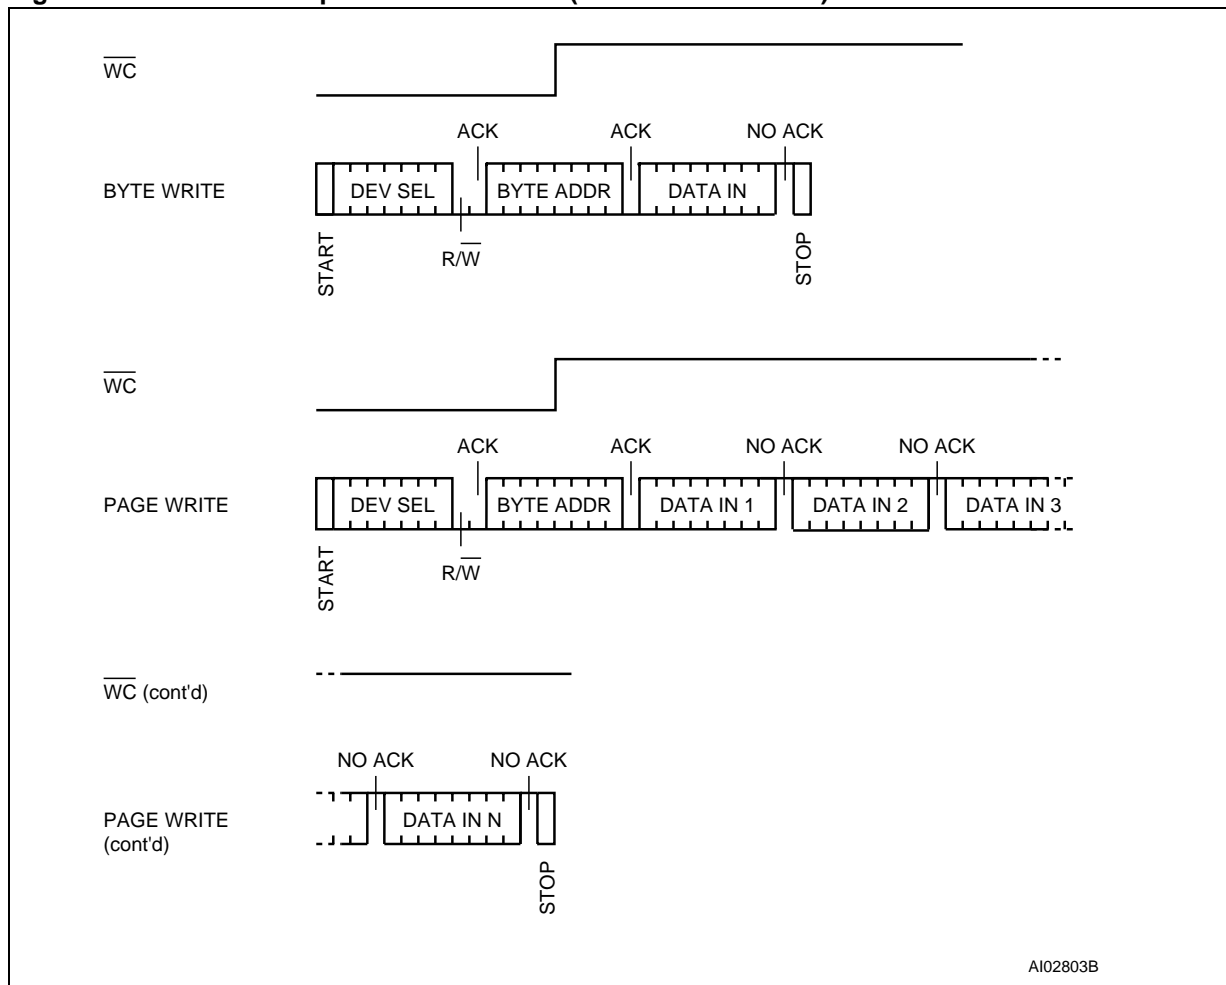 WC
ACK ACK NO ACK
BYTE WRITE
DEV SEL BYTE ADDR DATA IN
START
R/W
STOP
WC
ACK ACK NO ACK NO ACK
PAGE WRITE
DEV SEL BYTE ADDR DATA IN 1 DATA IN 2 DATA IN 3
START
R/W
WC (cont'd)
NO ACK NO ACK
PAGE WRITE
(cont'd)
DATA IN N
STOP
AI02803B